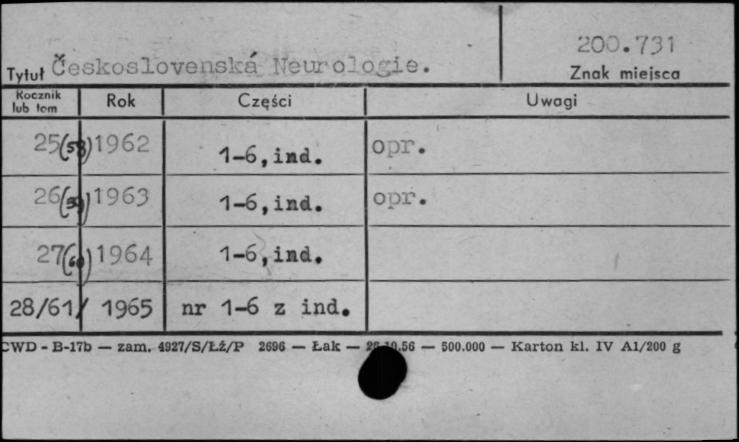 200.731
Tytuł Československá Neurologie.
Znak miejsca
Rocznik lub tom Rok Części Uwagi
25(58) 1962 1-6, ind. opr.
26(59) 1963 1-6, ind. opr.
27(60) 1964 1-6, ind.
28/61/ 1965 nr 1-6 z ind.
CWD - B-17b — zam. 4927/S/Łź/P 2696 — Łak — 10.56 — 500.000 — Karton kl. IV A1/200 g